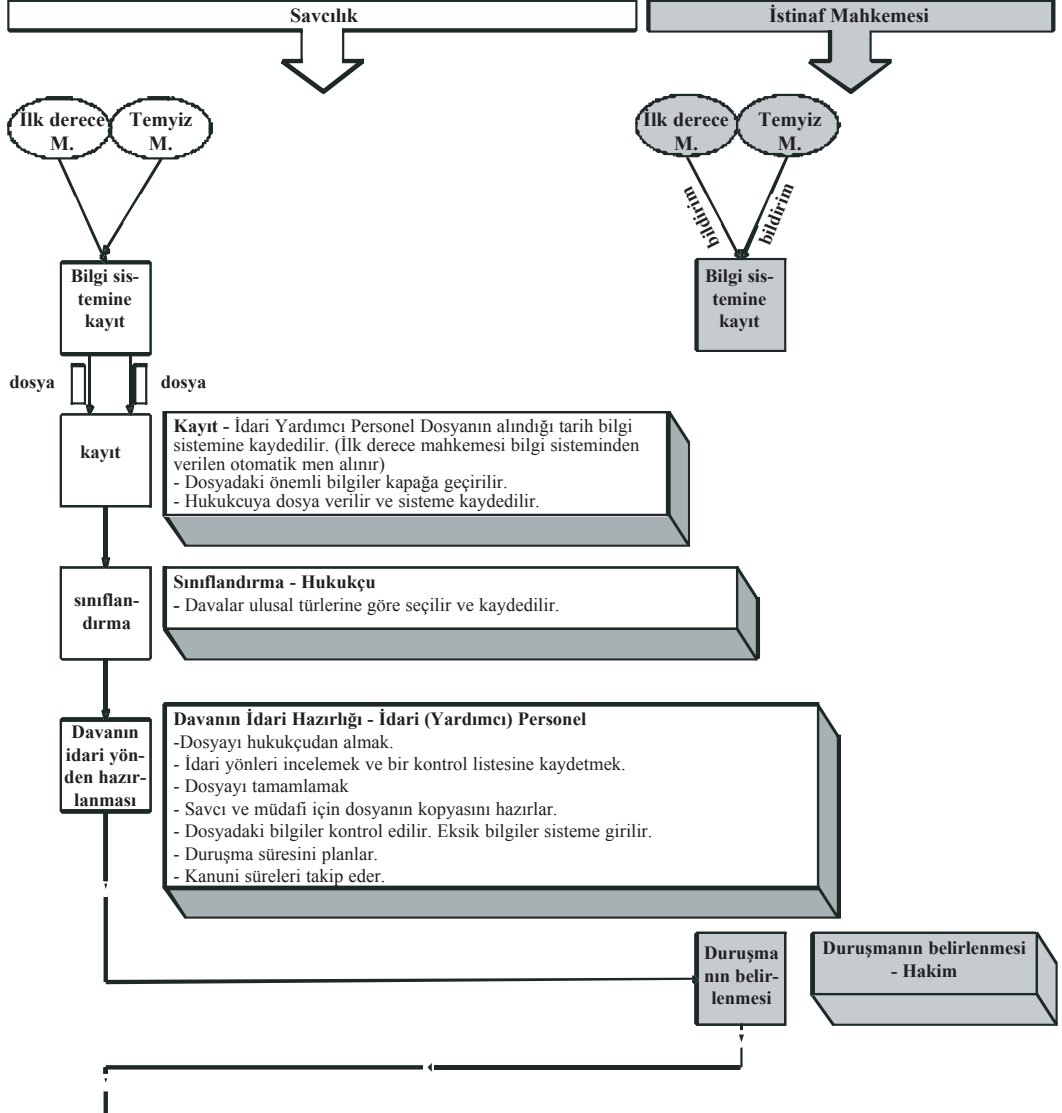 Savcılık
İstinaf Mahkemesi
İlk derece
M.
Temyiz
M.
İlk derece
M.
Temyiz
M.
bildirim
bildirim
Bilgi sis-
temine
kayıt
Bilgi sis-
temine
kayıt
dosya
dosya
kayıt
Kayıt - İdari Yardımcı Personel Dosyanın alındığı tarih bilgi
sistemine kaydedilir. (İlk derece mahkemesi bilgi sisteminden
verilen otomatik men alınır)
- Dosyadaki önemli bilgiler kapağa geçirilir.
- Hukukcuya dosya verilir ve sisteme kaydedilir.
sınıflan-
dırma
Sınıflandırma - Hukukçu
- Davalar ulusal türlerine göre seçilir ve kaydedilir.
Davanın
idari yön-
den hazır-
lanması
Davanın İdari Hazırlığı - İdari (Yardımcı) Personel
-Dosyayı hukukçudan almak.
- İdari yönleri incelemek ve bir kontrol listesine kaydetmek.
- Dosyayı tamamlamak
- Savcı ve müdafi için dosyanın kopyasını hazırlar.
- Dosyadaki bilgiler kontrol edilir. Eksik bilgiler sisteme girilir.
- Duruşma süresini planlar.
- Kanuni süreleri takip eder.
Duruşma
nın belir-
lenmesi
Duruşmanın belirlenmesi
- Hakim